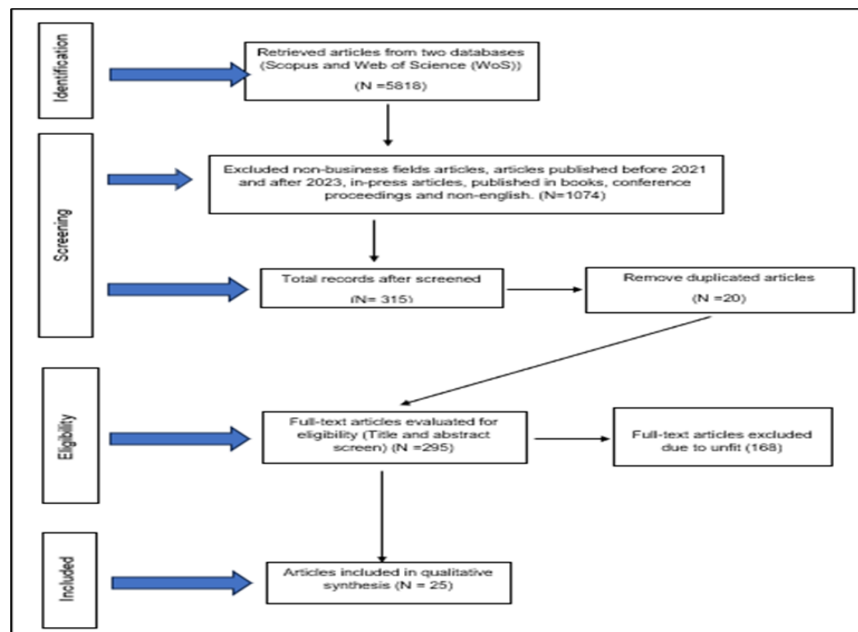 Identification
Retrieved articles from two databases
(Scopus and Web of Science (WoS))
(N =5818)
Screening
Excluded non-business fields articles, articles published before 2021
and after 2023, in-press articles, published in books, conference
proceedings and non-english. (N=1074)
Total records after screened
(N= 315)
Remove duplicated articles
(N =20)
Eligibility
Full-text articles evaluated for
eligibility (Title and abstract
screen) (N =295)
Full-text articles excluded
due to unfit (168)
Included
Articles included in qualitative
synthesis (N = 25)